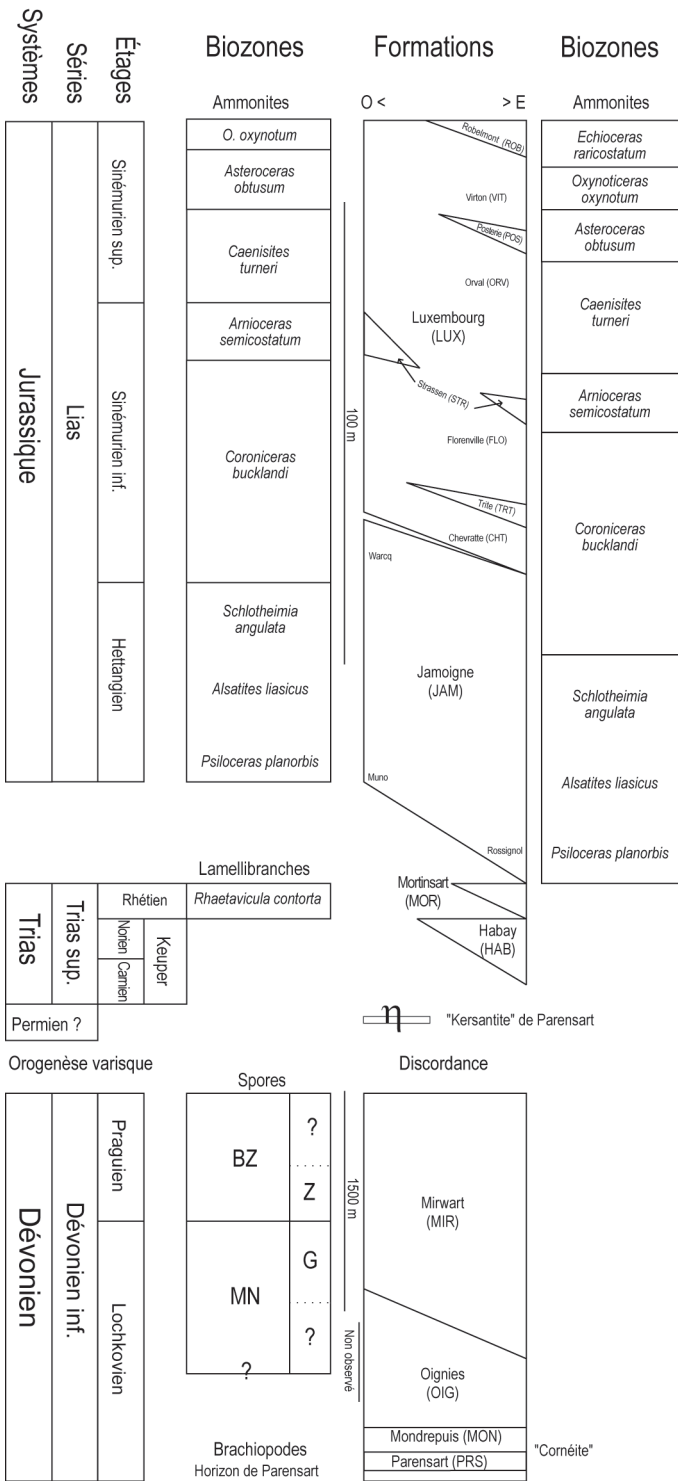 Systèmes
Séries
Étages
Biozones
Formations
Biozones
Ammonites
O <
> E
Ammonites
Jurassique
Lias
Sinémurien sup.
Sinémurien inf.
Hettangien
O. oxynotum
Asteroceras
obtusum
Caenisites
turneri
Arnioceras
semicostatum
Coroniceras
bucklandi
Schlotheimia
angulata
Alsatites liasicus
Psiloceras planorbis
100 m
Robelmont (ROB)
Virton (VIT)
Posterie (POS)
Orval (ORV)
Luxembourg
(LUX)
Strassen (STR)
Florenville (FLO)
Trite (TRT)
Chevratte (CHT)
Warcq
Jamoigne
(JAM)
Muno
Rossignol
Echioceras
raricostatum
Oxynoticeras
oxynotum
Asteroceras
obtusum
Caenisites
turneri
Arnioceras
semicostatum
Coroniceras
bucklandi
Schlotheimia
angulata
Alsatites liasicus
Psiloceras planorbis
Lamellibranches
Trias
Trias sup.
Rhétien
Rhaetavicula contorta
Norien
Carnien
Keuper
Mortinsart
(MOR)
Habay
(HAB)
Permien ?
η
"Kersantite" de Parensart
Orogenèse varisque
Discordance
Spores
Dévonien
Dévonien inf.
Praguien
Lochkovien
BZ
?
Z
MN
G
?
?
1500 m
Non observé
Mirwart
(MIR)
Oignies
(OIG)
Mondrepuis (MON)
Parensart (PRS)
"Cornéite"
Brachiopodes
Horizon de Parensart